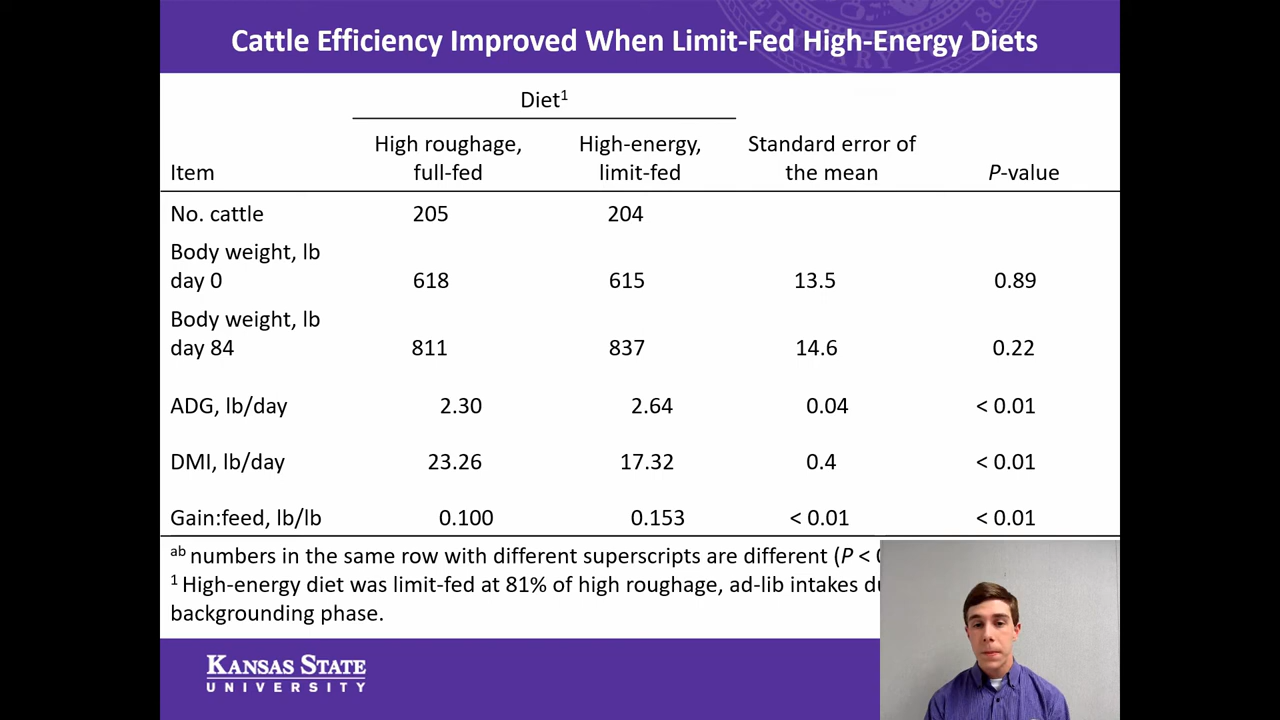 Cattle Efficiency Improved When Limit-Fed High-Energy Diets
Diet¹
Item
High roughage, full-fed
High-energy, limit-fed
Standard error of the mean
P-value
No. cattle 205 204
Body weight, lb
day 0 618 615 13.5 0.89
Body weight, lb
day 84 811 837 14.6 0.22
ADG, lb/day 2.30 2.64 0.04 < 0.01
DMI, lb/day 23.26 17.32 0.4 < 0.01
Gain:feed, lb/lb 0.100 0.153 < 0.01 < 0.01
ab numbers in the same row with different superscripts are different (P <
1 High-energy diet was limit-fed at 81% of high roughage, ad-lib intakes
backgrounding phase.
KANSAS STATE
UNIVERSITY